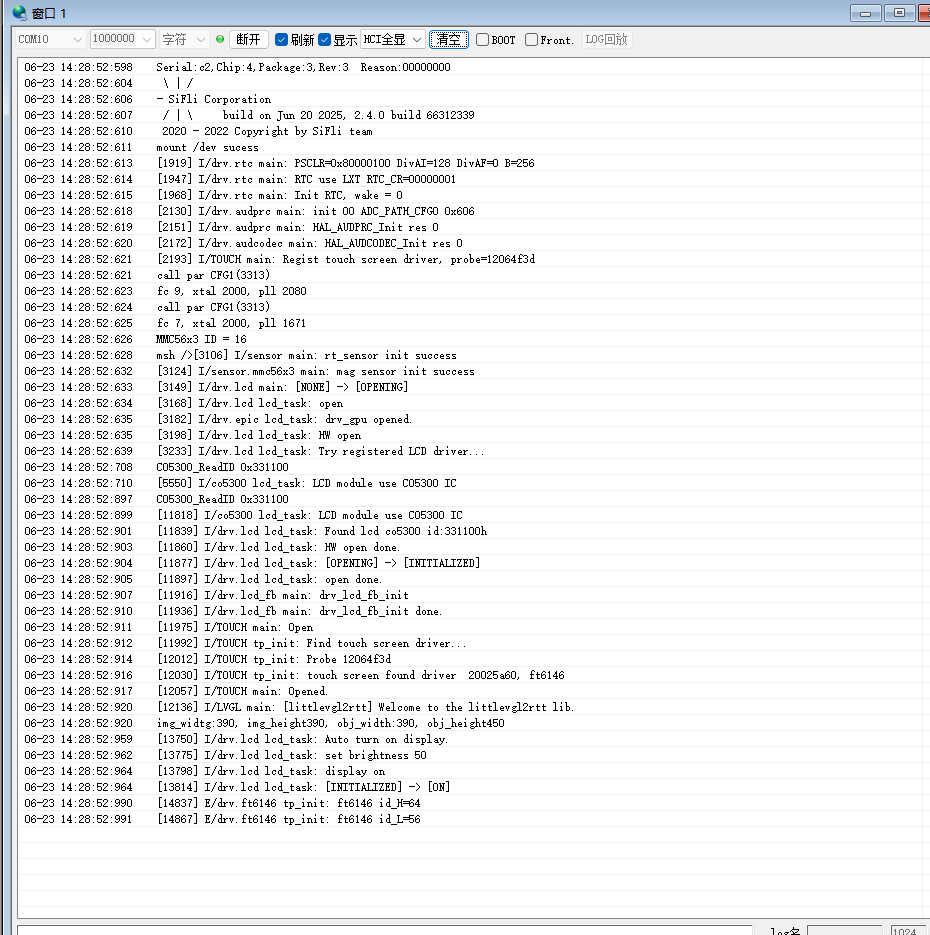 窗口 1
COM10 1000000 字符 断开 刷新 显示 HCI全显 清空 BOOT Front. LOG回放
06-23 14:28:52:598 Serial:c2,Chip:4,Package:3,Rev:3 Reason:00000000
06-23 14:28:52:604 \ | /
06-23 14:28:52:606 - SiFli Corporation
06-23 14:28:52:607 / | \ build on Jun 20 2025, 2.4.0 build 66312339
06-23 14:28:52:610 2020 - 2022 Copyright by SiFli team
06-23 14:28:52:611 mount /dev sucess
06-23 14:28:52:613 [1919] I/drv.rtc main: PSCLR=0x80000100 DivAI=128 DivAF=0 B=256
06-23 14:28:52:614 [1947] I/drv.rtc main: RTC use LXT RTC_CR=00000001
06-23 14:28:52:615 [1968] I/drv.rtc main: Init RTC, wake = 0
06-23 14:28:52:618 [2130] I/drv.audprc main: init 00 ADC_PATH_CFG0 0x606
06-23 14:28:52:619 [2151] I/drv.audprc main: HAL_AUDPRC_Init res 0
06-23 14:28:52:620 [2172] I/drv.audcodec main: HAL_AUDCODEC_Init res 0
06-23 14:28:52:621 [2193] I/TOUCH main: Regist touch screen driver, probe=12064f3d
06-23 14:28:52:621 call par CFG1(3313)
06-23 14:28:52:623 fc 9, xtal 2000, pll 2080
06-23 14:28:52:624 call par CFG1(3313)
06-23 14:28:52:625 fc 7, xtal 2000, pll 1671
06-23 14:28:52:626 MMC56x3 ID = 16
06-23 14:28:52:628 msh />[3106] I/sensor main: rt_sensor init success
06-23 14:28:52:632 [3124] I/sensor.mmc56x3 main: mag sensor init success
06-23 14:28:52:633 [3149] I/drv.lcd main: [NONE] -> [OPENING]
06-23 14:28:52:634 [3168] I/drv.lcd lcd_task: open
06-23 14:28:52:635 [3182] I/drv.epic lcd_task: drv_gpu opened.
06-23 14:28:52:635 [3198] I/drv.lcd lcd_task: HW open
06-23 14:28:52:639 [3233] I/drv.lcd lcd_task: Try registered LCD driver...
06-23 14:28:52:708 CO5300_ReadID 0x331100
06-23 14:28:52:710 [5550] I/co5300 lcd_task: LCD module use CO5300 IC
06-23 14:28:52:897 CO5300_ReadID 0x331100
06-23 14:28:52:899 [11818] I/co5300 lcd_task: LCD module use CO5300 IC
06-23 14:28:52:901 [11839] I/drv.lcd lcd_task: Found lcd co5300 id:331100h
06-23 14:28:52:903 [11860] I/drv.lcd lcd_task: HW open done.
06-23 14:28:52:904 [11877] I/drv.lcd lcd_task: [OPENING] -> [INITIALIZED]
06-23 14:28:52:905 [11897] I/drv.lcd lcd_task: open done.
06-23 14:28:52:907 [11916] I/drv.lcd_fb main: drv_lcd_fb_init
06-23 14:28:52:910 [11936] I/drv.lcd_fb main: drv_lcd_fb_init done.
06-23 14:28:52:911 [11975] I/TOUCH main: Open
06-23 14:28:52:912 [11992] I/TOUCH tp_init: Find touch screen driver...
06-23 14:28:52:914 [12012] I/TOUCH tp_init: Probe 12064f3d
06-23 14:28:52:916 [12030] I/TOUCH tp_init: touch screen found driver 20025a60, ft6146
06-23 14:28:52:917 [12057] I/TOUCH main: Opened.
06-23 14:28:52:920 [12136] I/LVGL main: [littlevgl2rtt] Welcome to the littlevgl2rtt lib.
06-23 14:28:52:920 img_widtg:390, img_height390, obj_width:390, obj_height450
06-23 14:28:52:959 [13750] I/drv.lcd lcd_task: Auto turn on display.
06-23 14:28:52:962 [13775] I/drv.lcd lcd_task: set brightness 50
06-23 14:28:52:964 [13798] I/drv.lcd lcd_task: display on
06-23 14:28:52:964 [13814] I/drv.lcd lcd_task: [INITIALIZED] -> [ON]
06-23 14:28:52:990 [14837] E/drv.ft6146 tp_init: ft6146 id_H=64
06-23 14:28:52:991 [14867] E/drv.ft6146 tp_init: ft6146 id_L=56
log名 1024